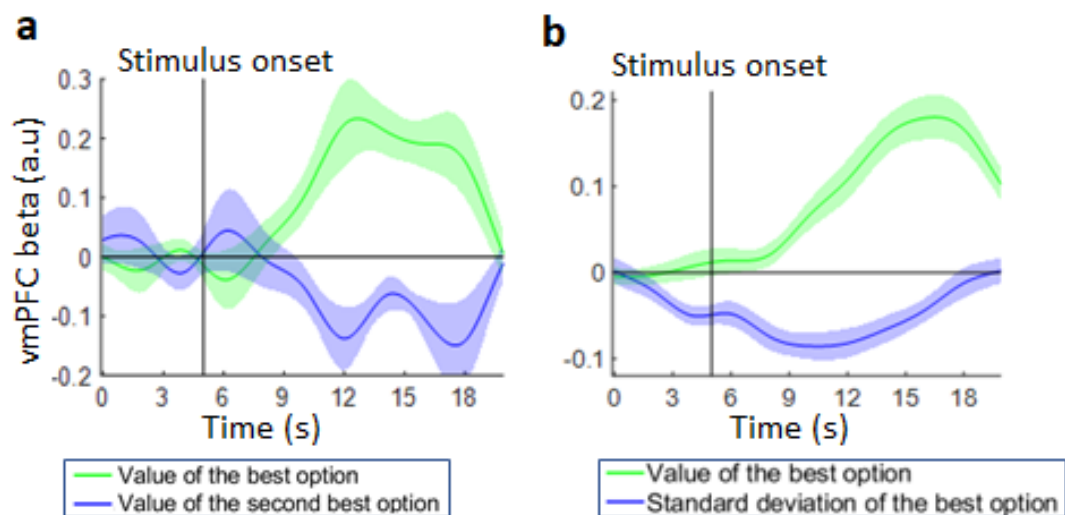 a
Stimulus onset
0.3
0.2
0.1
0
-0.1
-0.2
vmPFC beta (a.u)
0 3 6 9 12 15 18
Time (s)
Value of the best option
Value of the second best option
b
Stimulus onset
0.2
0.1
0
-0.1
0 3 6 9 12 15 18
Time (s)
Value of the best option
Standard deviation of the best option